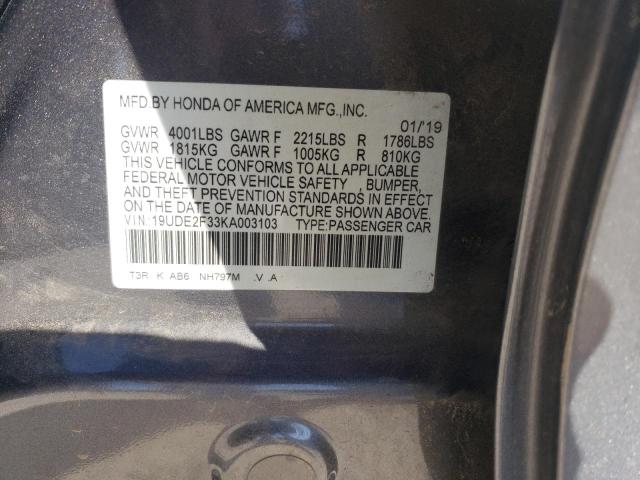 MFD.BY HONDA OF AMERICA MFG.,INC.
01/'19
GVWR 4001LBS GAWR F 2215LBS R 1786LBS
GVWR 1815KG GAWR F 1005KG R 810KG
THIS VEHICLE CONFORMS TO ALL APPLICABLE
FEDERAL MOTOR VEHICLE SAFETY , BUMPER,
AND THEFT PREVENTION STANDARDS IN EFFECT
ON THE DATE OF MANUFACTURE SHOWN ABOVE.
VIN:19UDE2F33KA003103 TYPE:PASSENGER CAR
T3R K AB6 NH797M .V .A